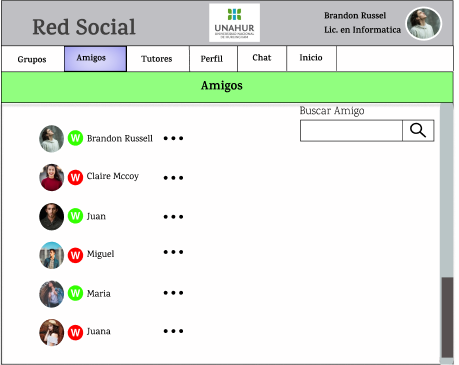 Red Social
UNAHUR
UNIVERSIDAD NACIONAL
DE HURLINGHAM
Brandon Russel
Lic. en Informatica
Grupos
Amigos
Tutores
Perfil
Chat
Inicio
Amigos
Buscar Amigo
W Brandon Russell
W Claire Mccoy
W Juan
W Miguel
W Maria
W Juana